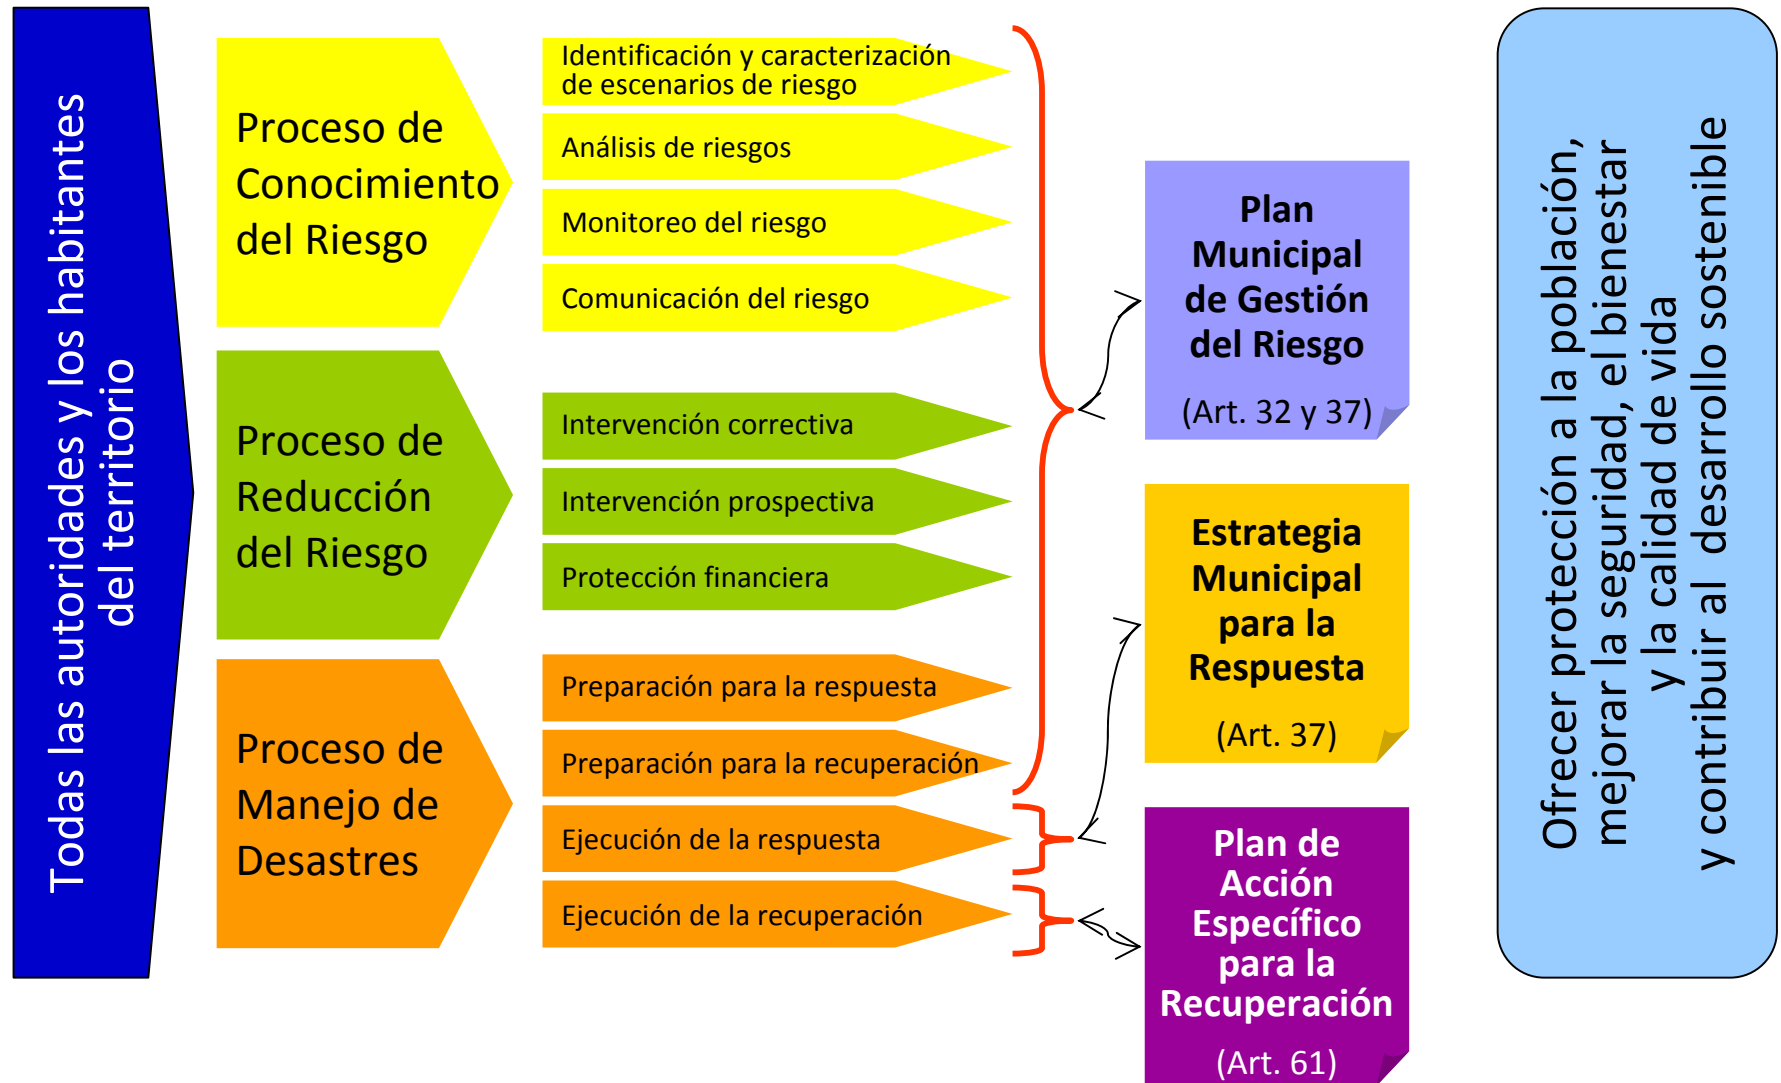 Todas las autoridades y los habitantes
del territorio
Proceso de
Conocimiento
del Riesgo
Identificación y caracterización
de escenarios de riesgo
Análisis de riesgos
Monitoreo del riesgo
Comunicación del riesgo
Proceso de
Reducción
del Riesgo
Intervención correctiva
Intervención prospectiva
Protección financiera
Proceso de
Manejo de
Desastres
Preparación para la respuesta
Preparación para la recuperación
Ejecución de la respuesta
Ejecución de la recuperación
Plan
Municipal
de Gestión
del Riesgo
(Art. 32 y 37)
Estrategia
Municipal
para la
Respuesta
(Art. 37)
Plan de
Acción
Específico
para la
Recuperación
(Art. 61)
Ofrecer protección a la población,
mejorar la seguridad, el bienestar
y la calidad de vida
y contribuir al desarrollo sostenible